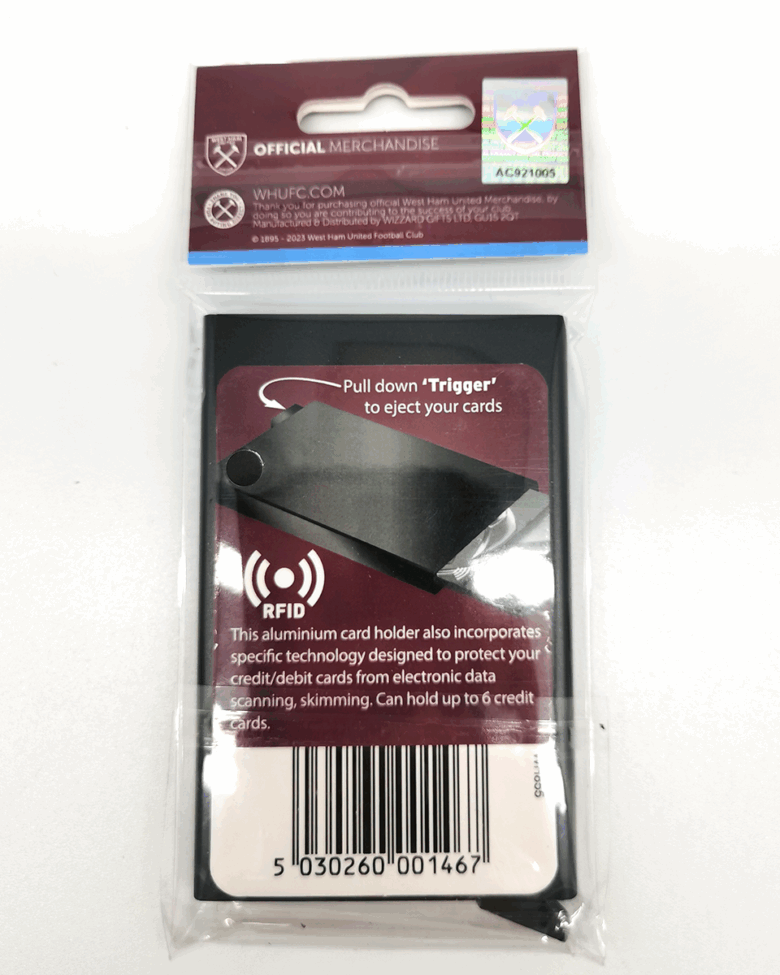 WEST HAM
OFFICIAL MERCHANDISE
AC921005
WHUFC.COM
Thank you for purchasing official West Ham United Merchandise, by
doing so you are contributing to the success of your club.
Manufactured & Distributed by WIZZARD GIFTS LTD, GU15 2QT
© 1895 - 2023 West Ham United Football Club
Pull down ‘Trigger’
to eject your cards
RFID
This aluminium card holder also incorporates
specific technology designed to protect your
credit/debit cards from electronic data
scanning, skimming. Can hold up to 6 credit
cards.
5 030260 001467